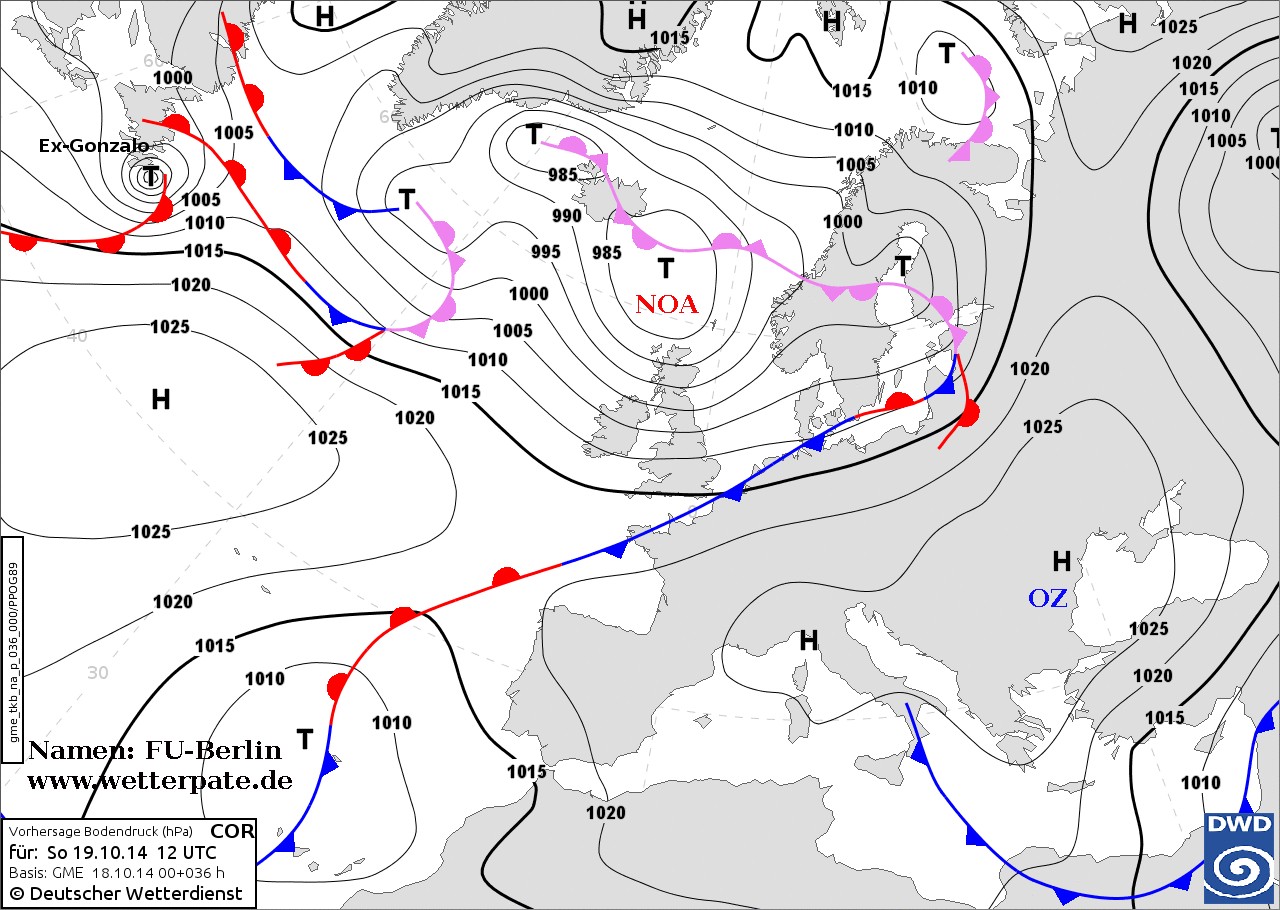 H
H
H
H
1025
1015
T
1020
60
1000
1015
1010
1015
1010
1005
1005
1010
T
1005
T
Ex-Gonzalo
1000
985
1005
T
T
1005
990
1000
1010
1015
995
985
T
T
1020
1000
NOA
1025
40
1005
1010
1020
H
1015
1020
1025
1025
1025
H
OZ
1020
1015
H
1025
30
1010
1020
1010
1015
T
Namen: FU-Berlin
www.wetterpate.de
1015
1010
1020
gme_tkb_na_p_036_000/PPOG89
Vorhersage Bodendruck (hPa) COR
für: So 19.10.14 12 UTC
Basis: GME 18.10.14 00+036 h
© Deutscher Wetterdienst
DWD